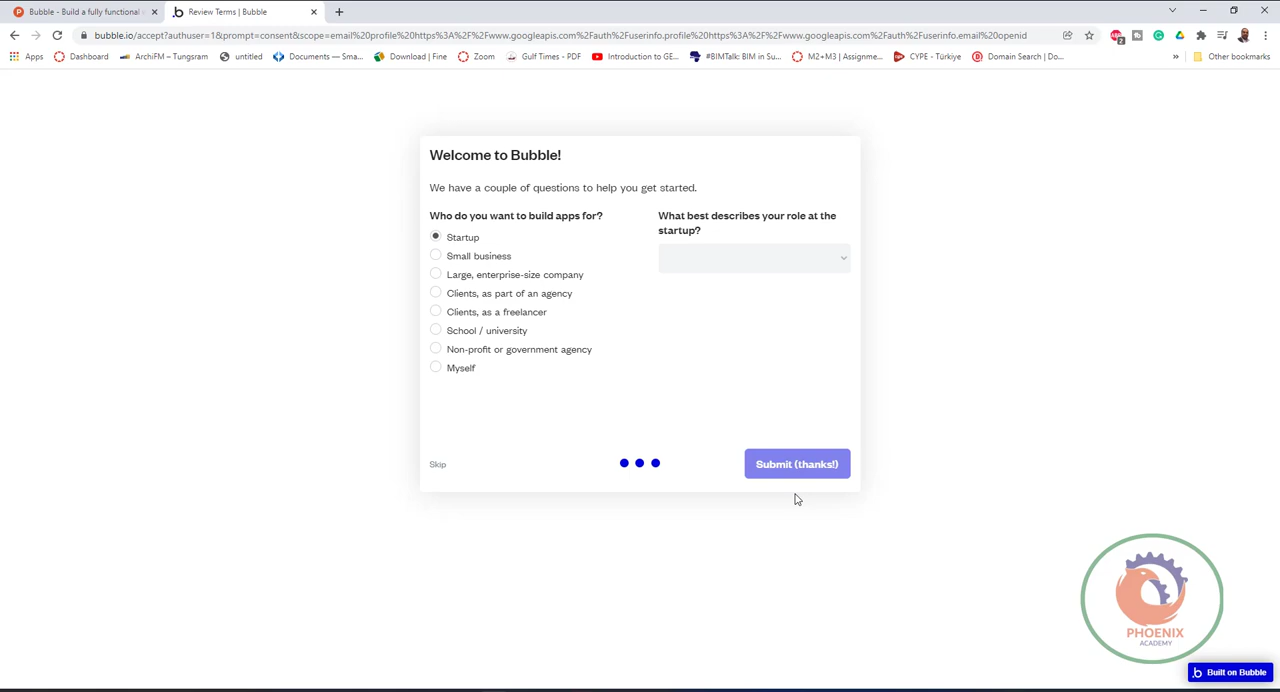 Bubble - Build a fully functional
Review Terms | Bubble
bubble.io/accept?authuser=1&prompt=consent&scope=email%20profile%20https%3A%2F%2Fwww.googleapis.com%2Fauth%2Fuserinfo.profile%20https%3A%2F%2Fwww.googleapis.com%2Fauth%2Fuserinfo.email%20openid
Apps Dashboard ArchiFM – Tungsram untitled Documents — Sma... Download | Fine Zoom Gulf Times - PDF Introduction to GE... #BIMTalk: BIM in Su... M2+M3 | Assignme... CYPE - Türkiye Domain Search | Do... » Other bookmarks
Welcome to Bubble!
We have a couple of questions to help you get started.
Who do you want to build apps for?
Startup
Small business
Large, enterprise-size company
Clients, as part of an agency
Clients, as a freelancer
School / university
Non-profit or government agency
Myself
What best describes your role at the
startup?
Skip
Submit (thanks!)
PHOENIX
ACADEMY
Built on Bubble